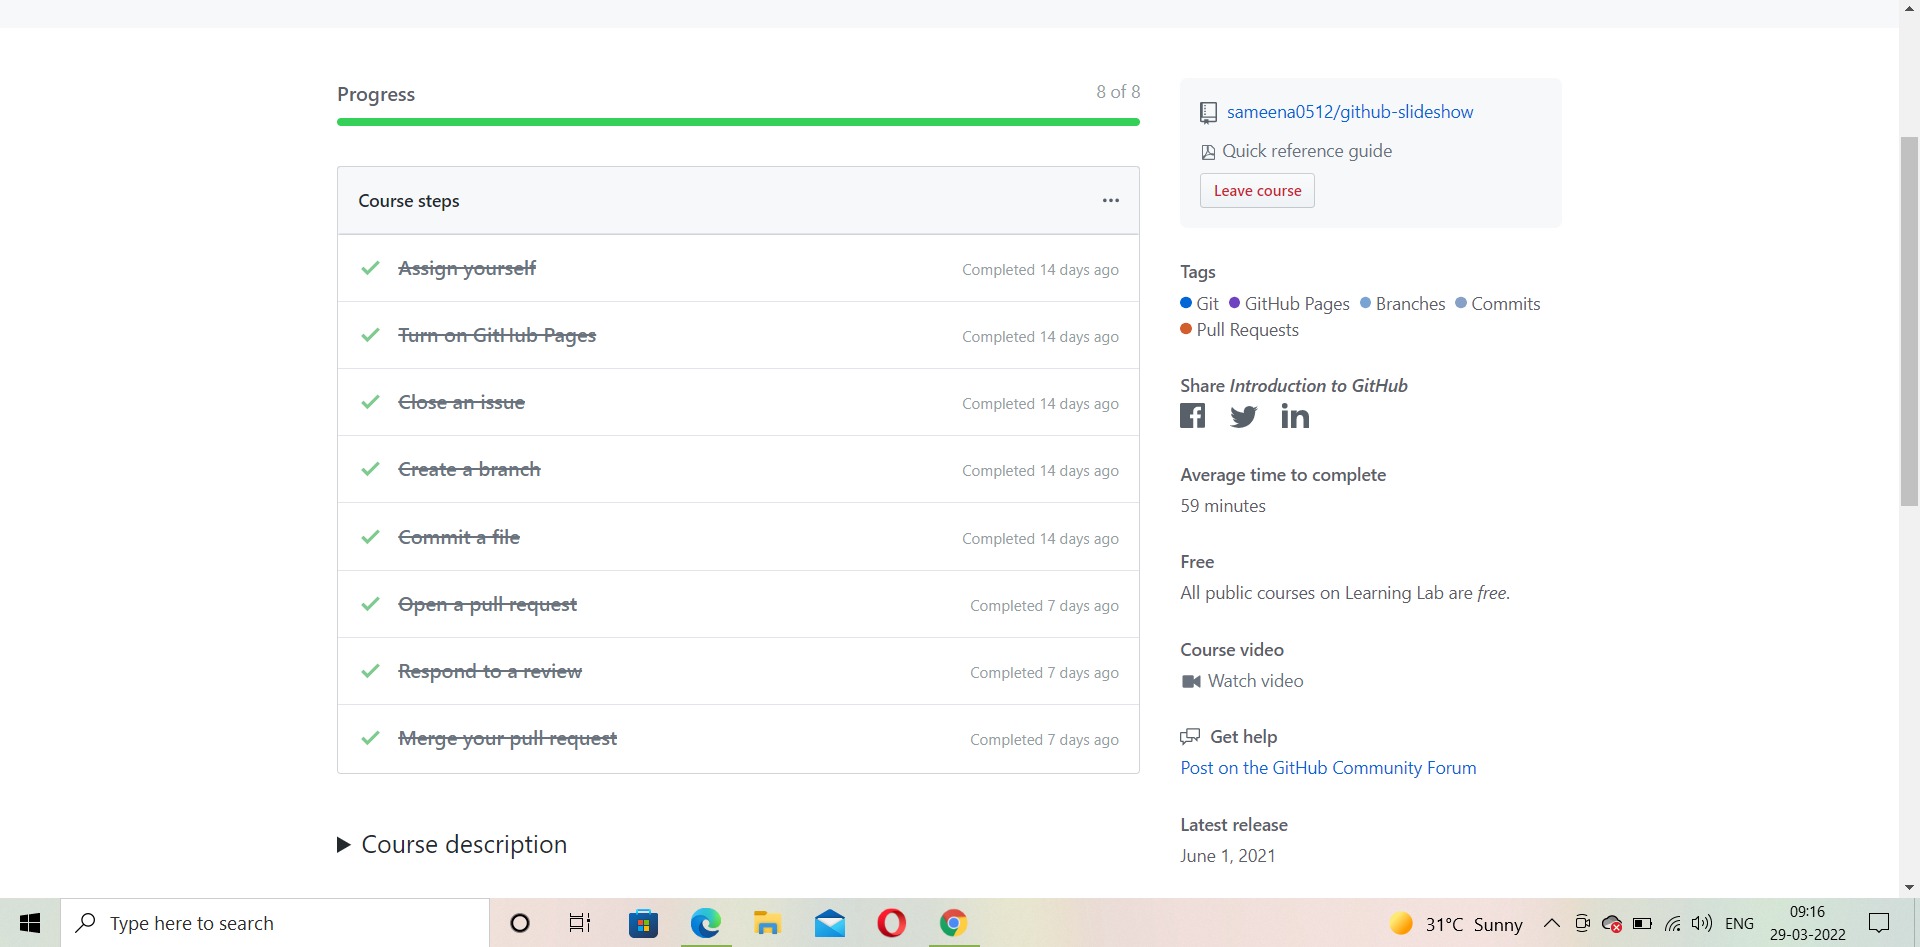 Progress
8 of 8
Course steps
Assign yourself
Completed 14 days ago
Turn on GitHub Pages
Completed 14 days ago
Close an issue
Completed 14 days ago
Create a branch
Completed 14 days ago
Commit a file
Completed 14 days ago
Open a pull request
Completed 7 days ago
Respond to a review
Completed 7 days ago
Merge your pull request
Completed 7 days ago
Course description
sameena0512/github-slideshow
Quick reference guide
Leave course
Tags
Git GitHub Pages Branches Commits
Pull Requests
Share Introduction to GitHub
Average time to complete
59 minutes
Free
All public courses on Learning Lab are free.
Course video
Watch video
Get help
Post on the GitHub Community Forum
Latest release
June 1, 2021
Type here to search
31°C Sunny
ENG
09:16
29-03-2022